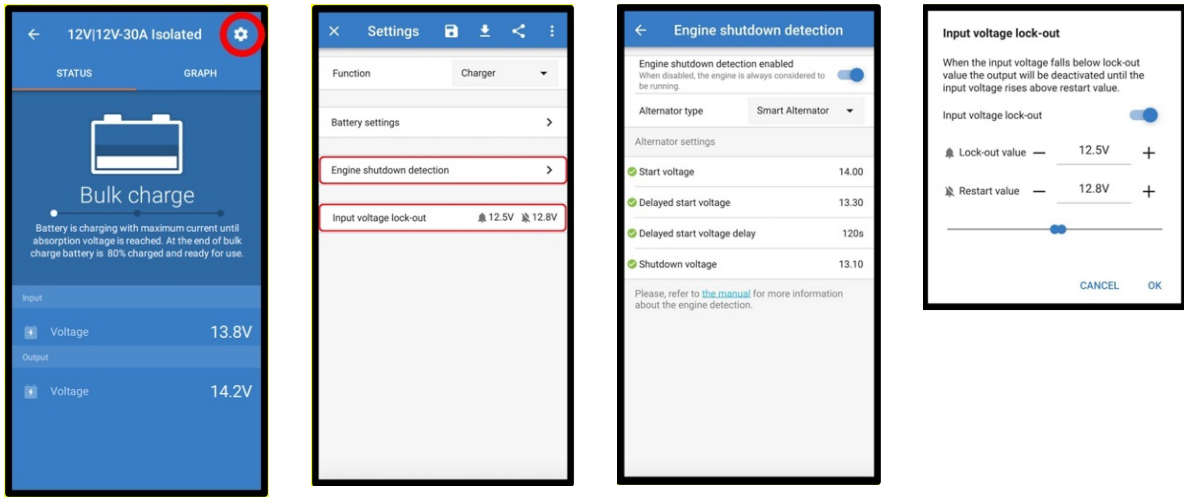 12V|12V-30A Isolated
STATUS GRAPH
Bulk charge
Battery is charging with maximum current until
absorption voltage is reached. At the end of bulk
charge battery is 80% charged and ready for use.
Input
Voltage 13.8V
Output
Voltage 14.2V
Settings
Function Charger
Battery settings
Engine shutdown detection
Input voltage lock-out 12.5V 12.8V
Engine shutdown detection
Engine shutdown detection enabled
When disabled, the engine is always considered to
be running.
Alternator type Smart Alternator
Alternator settings
Start voltage 14.00
Delayed start voltage 13.30
Delayed start voltage delay 120s
Shutdown voltage 13.10
Please, refer to the manual for more information
about the engine detection.
Input voltage lock-out
When the input voltage falls below lock-out
value the output will be deactivated until the
input voltage rises above restart value.
Input voltage lock-out
Lock-out value 12.5V
Restart value 12.8V
CANCEL OK